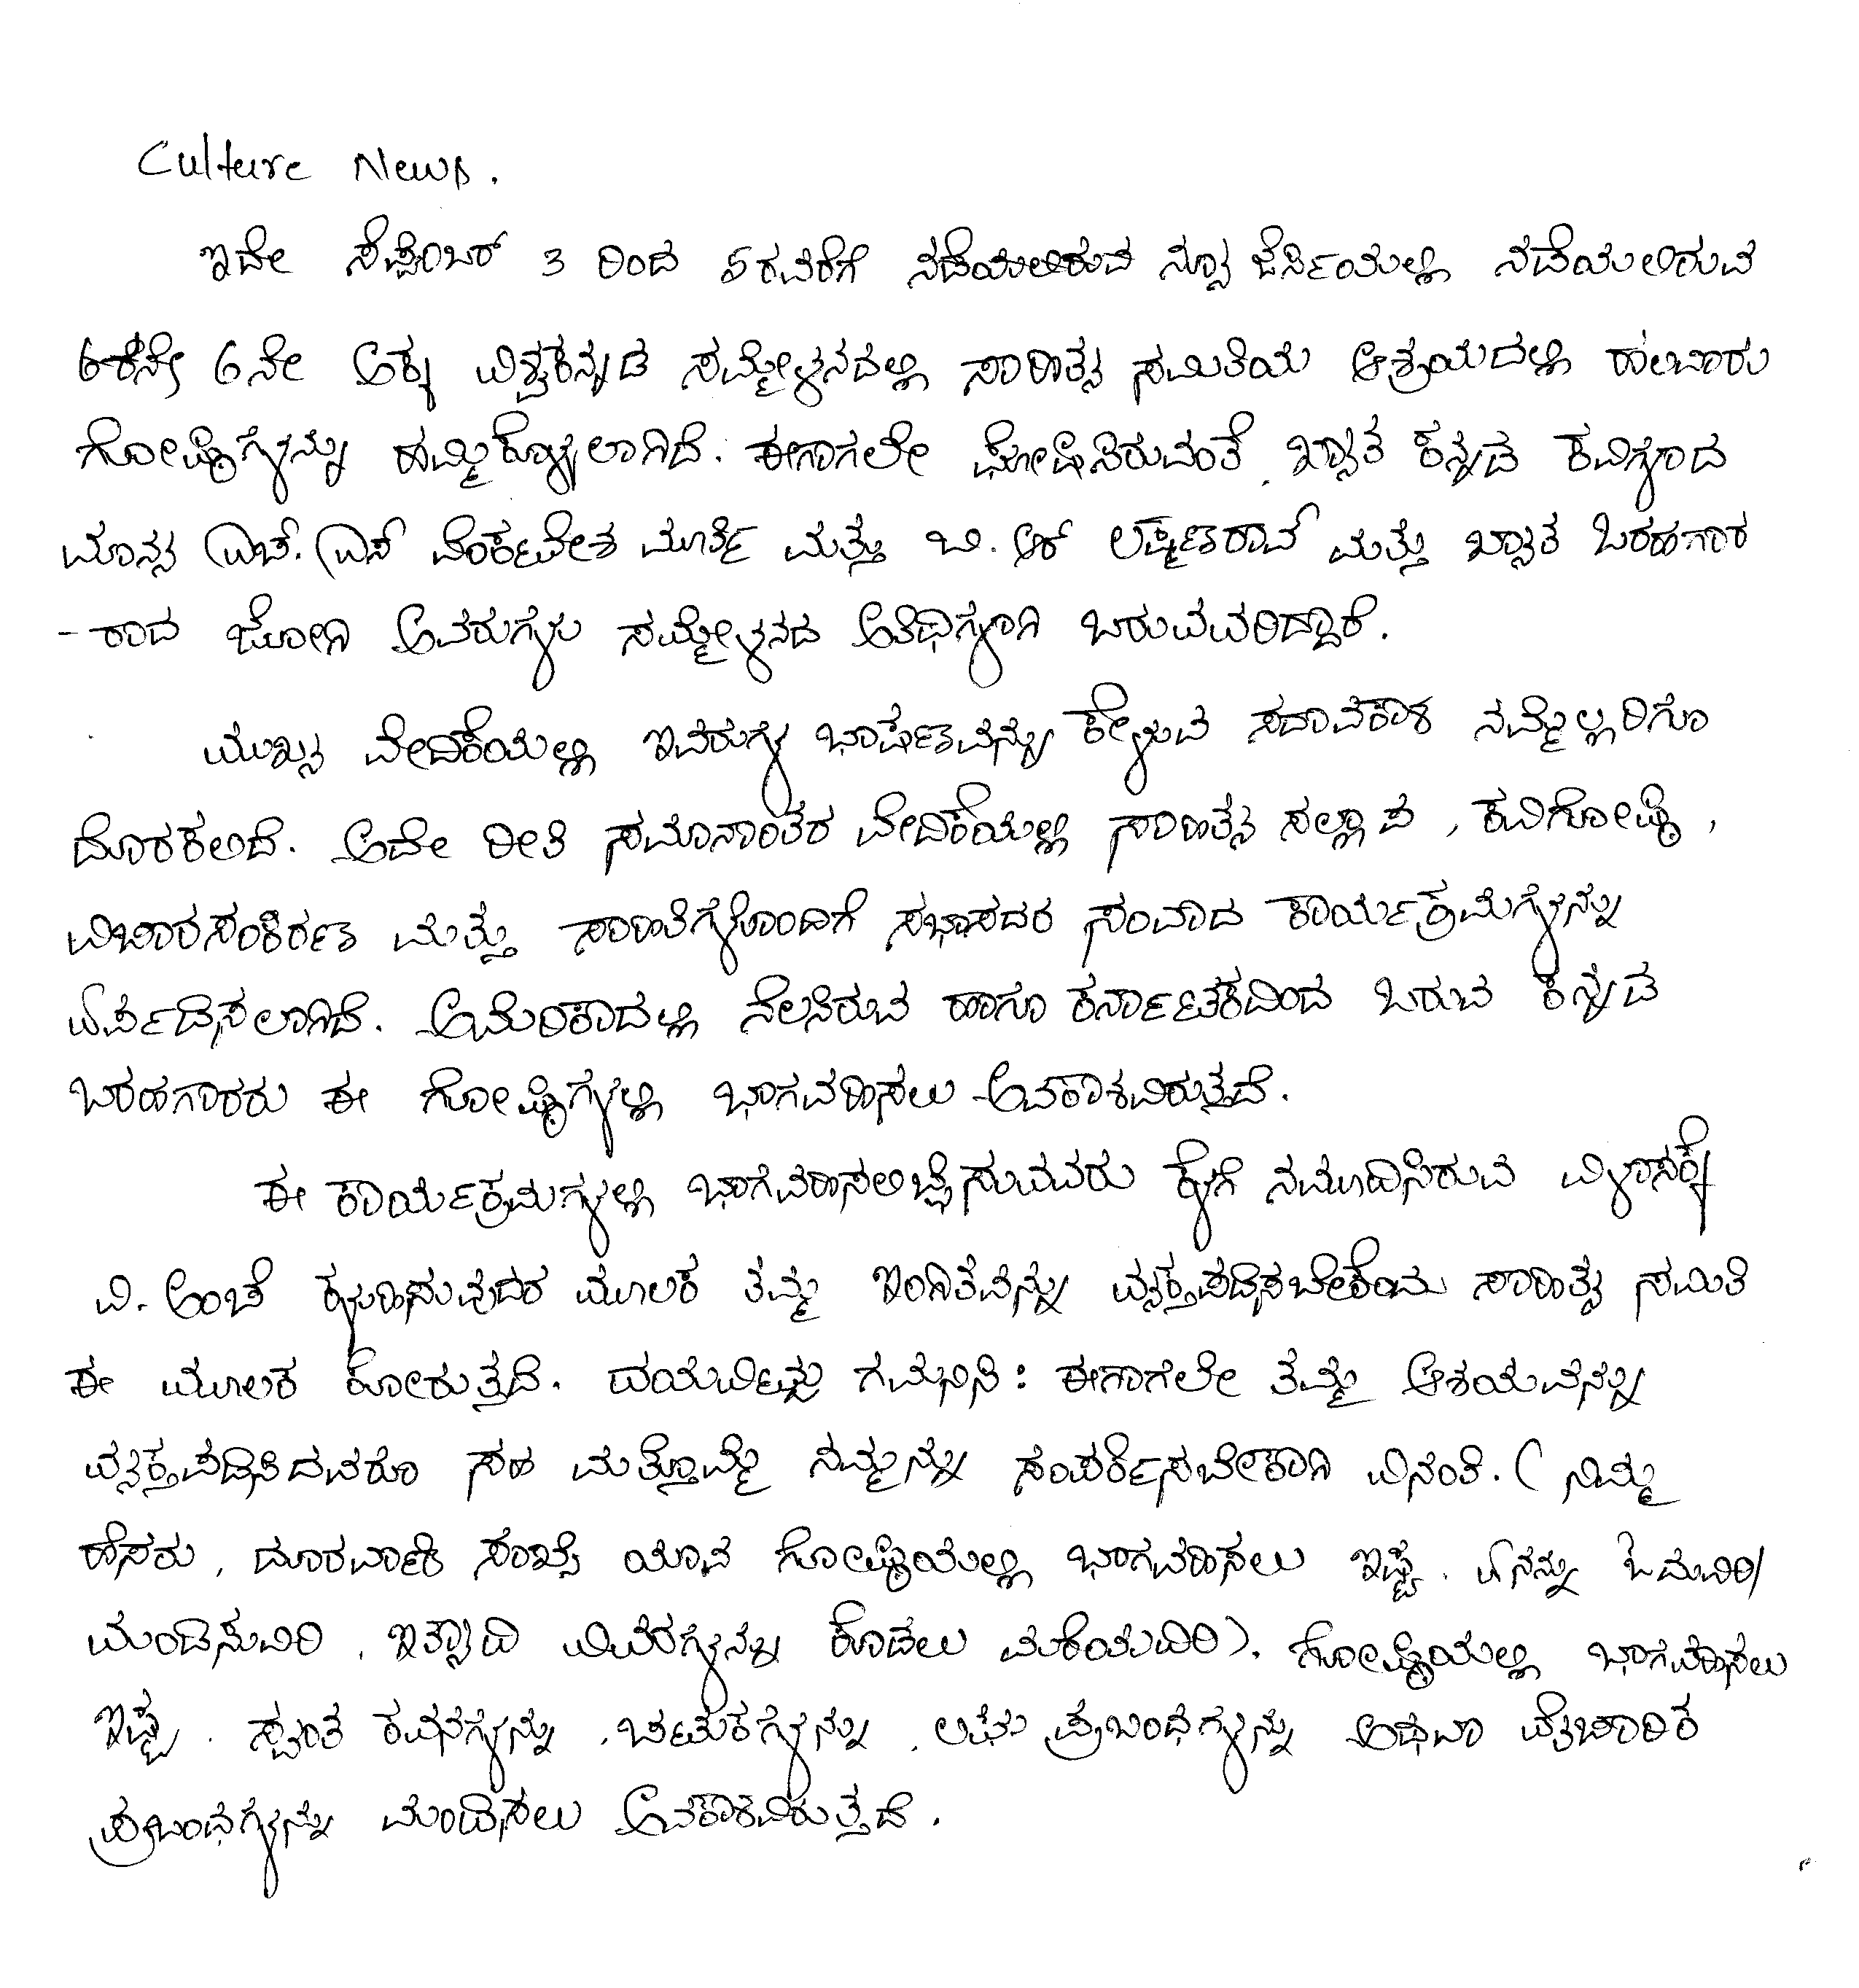 Culture News.
ಇದೇ ಸೆಪ್ಟೆಂಬರ್ 3 ರಿಂದ 5ರವರೆಗೆ ನಡೆಯಲಿರುವ ನ್ಯೂ ಜೆರ್ಸಿಯಲ್ಲಿ ನಡೆಯಲಿರುವ
6ನೇ ಅಕ್ಕ ವಿಶ್ವಕನ್ನಡ ಸಮ್ಮೇಳನದಲ್ಲಿ ಸಾಹಿತ್ಯ ಸಮಿತಿಯ ಆಶ್ರಯದಲ್ಲಿ ಹಲವಾರು
ಗೋಷ್ಠಿಗಳನ್ನು ಹಮ್ಮಿಕೊಳ್ಳಲಾಗಿದೆ. ಈಗಾಗಲೇ ಘೋಷಿಸಿರುವಂತೆ, ಖ್ಯಾತ ಕನ್ನಡ ಕವಿಗಳಾದ
ಮಾನ್ಯ ಎಚ್. ಎಸ್ ವೆಂಕಟೇಶ ಮೂರ್ತಿ ಮತ್ತು ಬಿ. ಆರ್ ಲಕ್ಷ್ಮಣರಾವ್ ಮತ್ತು ಖ್ಯಾತ ಬರಹಗಾರ
-ರಾದ ಜೋಗಿ ಅವರುಗಳು ಸಮ್ಮೇಳನದ ಅತಿಥಿಗಳಾಗಿ ಬರುವವರಿದ್ದಾರೆ.
ಮುಖ್ಯ ವೇದಿಕೆಯಲ್ಲಿ ಇವರುಗಳ ಭಾಷಣವನ್ನು ಕೇಳುವ ಸದಾವಕಾಶ ನಮ್ಮೆಲ್ಲರಿಗೂ
ದೊರಕಲಿದೆ. ಅದೇ ರೀತಿ ಸಮಾನಾಂತರ ವೇದಿಕೆಯಲ್ಲಿ ಸಾಹಿತ್ಯ ಸಲ್ಲಾಪ, ಕವಿಗೋಷ್ಠಿ,
ವಿಚಾರಸಂಕಿರಣ ಮತ್ತು ಸಾಹಿತಿಗಳೊಂದಿಗೆ ಸಭಾಸದರ ಸಂವಾದ ಕಾರ್ಯಕ್ರಮಗಳನ್ನು
ಏರ್ಪಡಿಸಲಾಗಿದೆ. ಅಮೆರಿಕಾದಲ್ಲಿ ನೆಲಸಿರುವ ಹಾಗೂ ಕರ್ನಾಟಕದಿಂದ ಬರುವ ಕನ್ನಡ
ಬರಹಗಾರರು ಈ ಗೋಷ್ಠಿಗಳಲ್ಲಿ ಭಾಗವಹಿಸಲು ಅವಕಾಶವಿರುತ್ತದೆ.
ಈ ಕಾರ್ಯಕ್ರಮಗಳಲ್ಲಿ ಭಾಗವಹಿಸಲಿಚ್ಛಿಸುವವರು ಕೆಳಗೆ ನಮೂದಿಸಿರುವ ವಿಳಾಸಕ್ಕೆ
ವಿ-ಅಂಚೆ ಕಳುಹಿಸುವುದರ ಮೂಲಕ ತಮ್ಮ ಇಂಗಿತವನ್ನು ವ್ಯಕ್ತಪಡಿಸಬೇಕೆಂದು ಸಾಹಿತ್ಯ ಸಮಿತಿ
ಈ ಮೂಲಕ ಕೋರುತ್ತದೆ. ದಯವಿಟ್ಟು ಗಮನಿಸಿ: ಈಗಾಗಲೇ ತಮ್ಮ ಆಶಯವನ್ನು
ವ್ಯಕ್ತಪಡಿಸಿದವರೂ ಸಹ ಮತ್ತೊಮ್ಮೆ ನಮ್ಮನ್ನು ಸಂಪರ್ಕಿಸಬೇಕಾಗಿ ವಿನಂತಿ. (ನಿಮ್ಮ
ಹೆಸರು, ದೂರವಾಣಿ ಸಂಖ್ಯೆ ಯಾವ ಗೋಷ್ಠಿಯಲ್ಲಿ ಭಾಗವಹಿಸಲು ಇಷ್ಟ, ಏನನ್ನು ಓದುವಿರಿ/
ಮಂಡಿಸುವಿರಿ, ಇತ್ಯಾದಿ ವಿವರಗಳನ್ನು ಕೊಡಲು ಮರೆಯದಿರಿ). ಗೋಷ್ಠಿಯಲ್ಲಿ ಭಾಗವಹಿಸಲು
ಇಷ್ಟ, ಸ್ವಂತ ಕವನಗಳನ್ನು, ಚುಟುಕಗಳನ್ನು, ಲಘು ಪ್ರಬಂಧಗಳನ್ನು ಅಥವಾ ವೈಚಾರಿಕ
ಪ್ರಬಂಧಗಳನ್ನು ಮಂಡಿಸಲು ಅವಕಾಶವಿರುತ್ತದೆ.